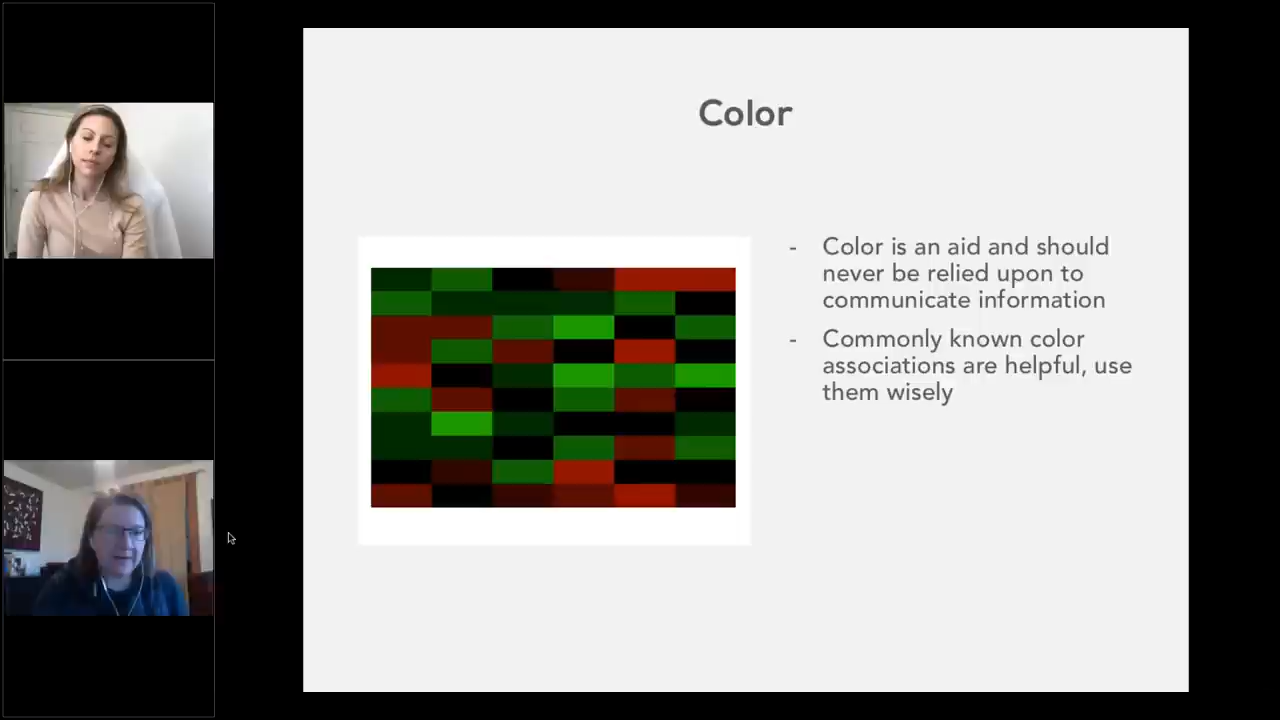 Color
- Color is an aid and should
never be relied upon to
communicate information
- Commonly known color
associations are helpful, use
them wisely